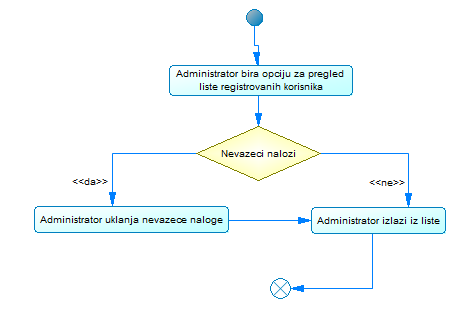 Administrator bira opciju za pregled
liste registrovanih korisnika
Nevazeci nalozi
<<da>>
<<ne>>
Administrator uklanja nevazece naloge
Administrator izlazi iz liste